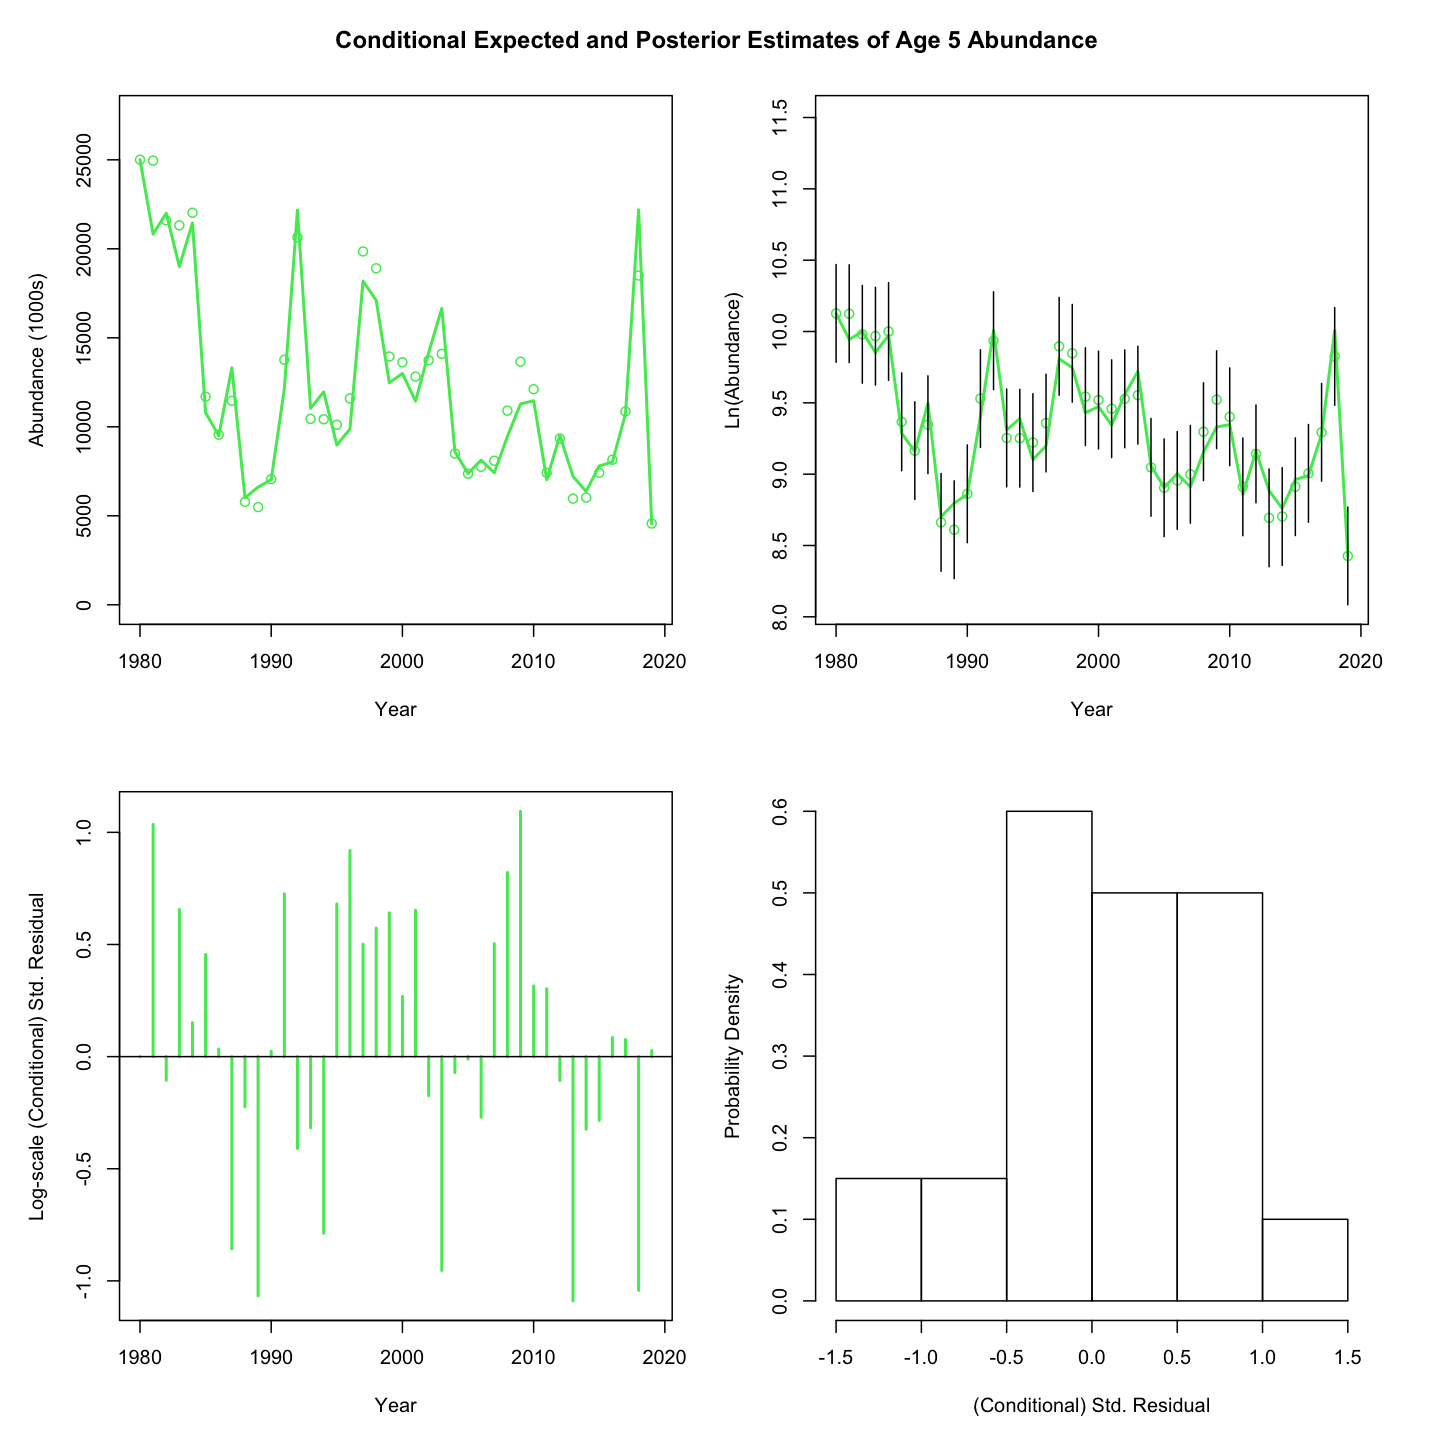 Conditional Expected and Posterior Estimates of Age 5 Abundance
Abundance (1000s)
25000
20000
15000
10000
5000
0
1980 1990 2000 2010 2020
Year
Ln(Abundance)
11.5
11.0
10.5
10.0
9.5
9.0
8.5
8.0
1980 1990 2000 2010 2020
Year
Log-scale (Conditional) Std. Residual
1.0
0.5
0.0
-0.5
-1.0
1980 1990 2000 2010 2020
Year
Probability Density
0.6
0.5
0.4
0.3
0.2
0.1
0.0
-1.5 -1.0 -0.5 0.0 0.5 1.0 1.5
(Conditional) Std. Residual